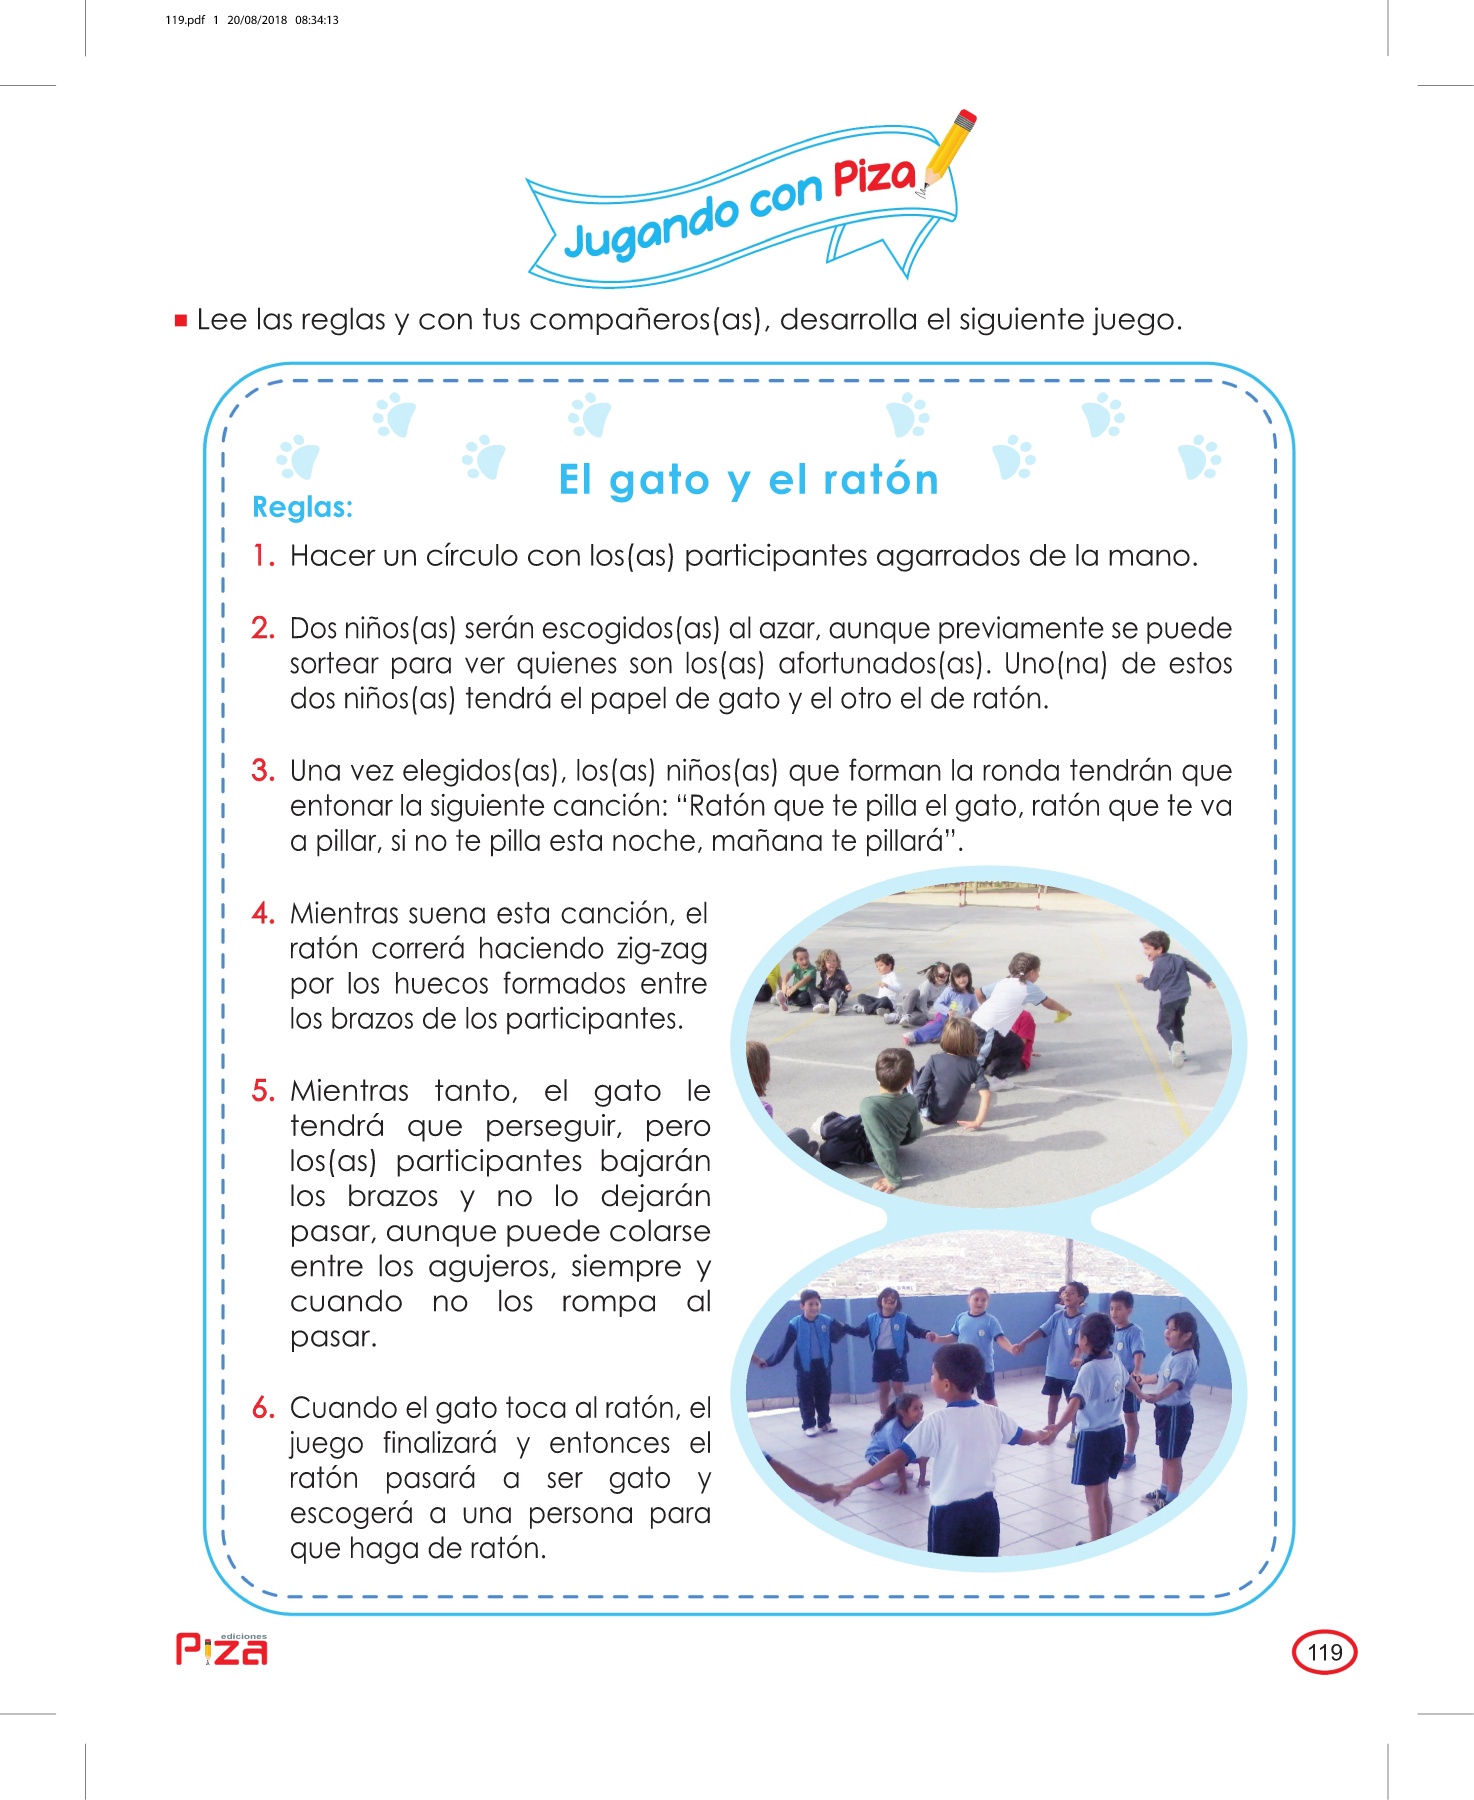 119.pdf 1 20/08/2018 08:34:13
Jugando con Piza
Lee las reglas y con tus compañeros(as), desarrolla el siguiente juego.
El gato y el ratón
Reglas:
1. Hacer un círculo con los(as) participantes agarrados de la mano.
2. Dos niños(as) serán escogidos(as) al azar, aunque previamente se puede
sortear para ver quienes son los(as) afortunados(as). Uno(na) de estos
dos niños(as) tendrá el papel de gato y el otro el de ratón.
3. Una vez elegidos(as), los(as) niños(as) que forman la ronda tendrán que
entonar la siguiente canción: “Ratón que te pilla el gato, ratón que te va
a pillar, si no te pilla esta noche, mañana te pillará”.
4. Mientras suena esta canción, el
ratón correrá haciendo zig-zag
por los huecos formados entre
los brazos de los participantes.
5. Mientras tanto, el gato le
tendrá que perseguir, pero
los(as) participantes bajarán
los brazos y no lo dejarán
pasar, aunque puede colarse
entre los agujeros, siempre y
cuando no los rompa al
pasar.
6. Cuando el gato toca al ratón, el
juego finalizará y entonces el
ratón pasará a ser gato y
escogerá a una persona para
que haga de ratón.
ediciones
Piza
119